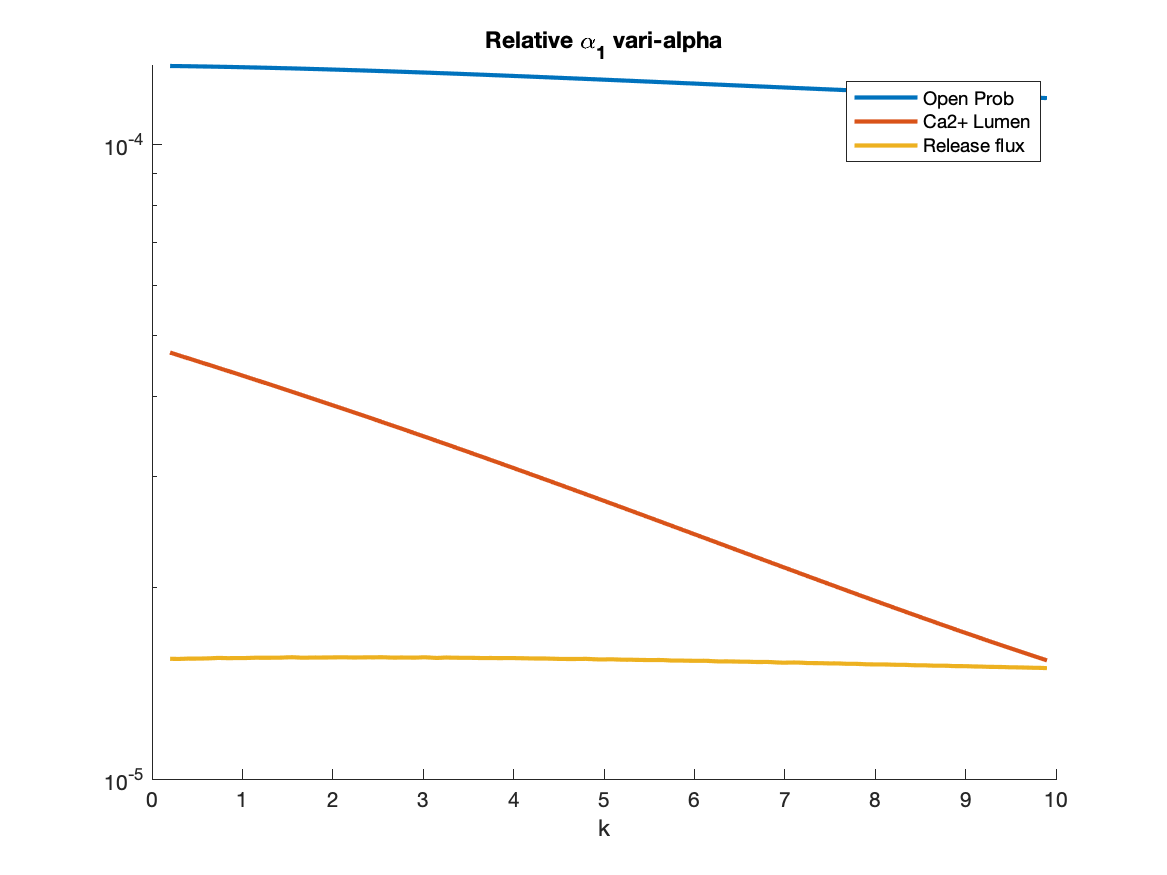 Relative α₁ vari-alpha
10⁻⁴
10⁻⁵
Open Prob
Ca2+ Lumen
Release flux
0 1 2 3 4 5 6 7 8 9 10
k